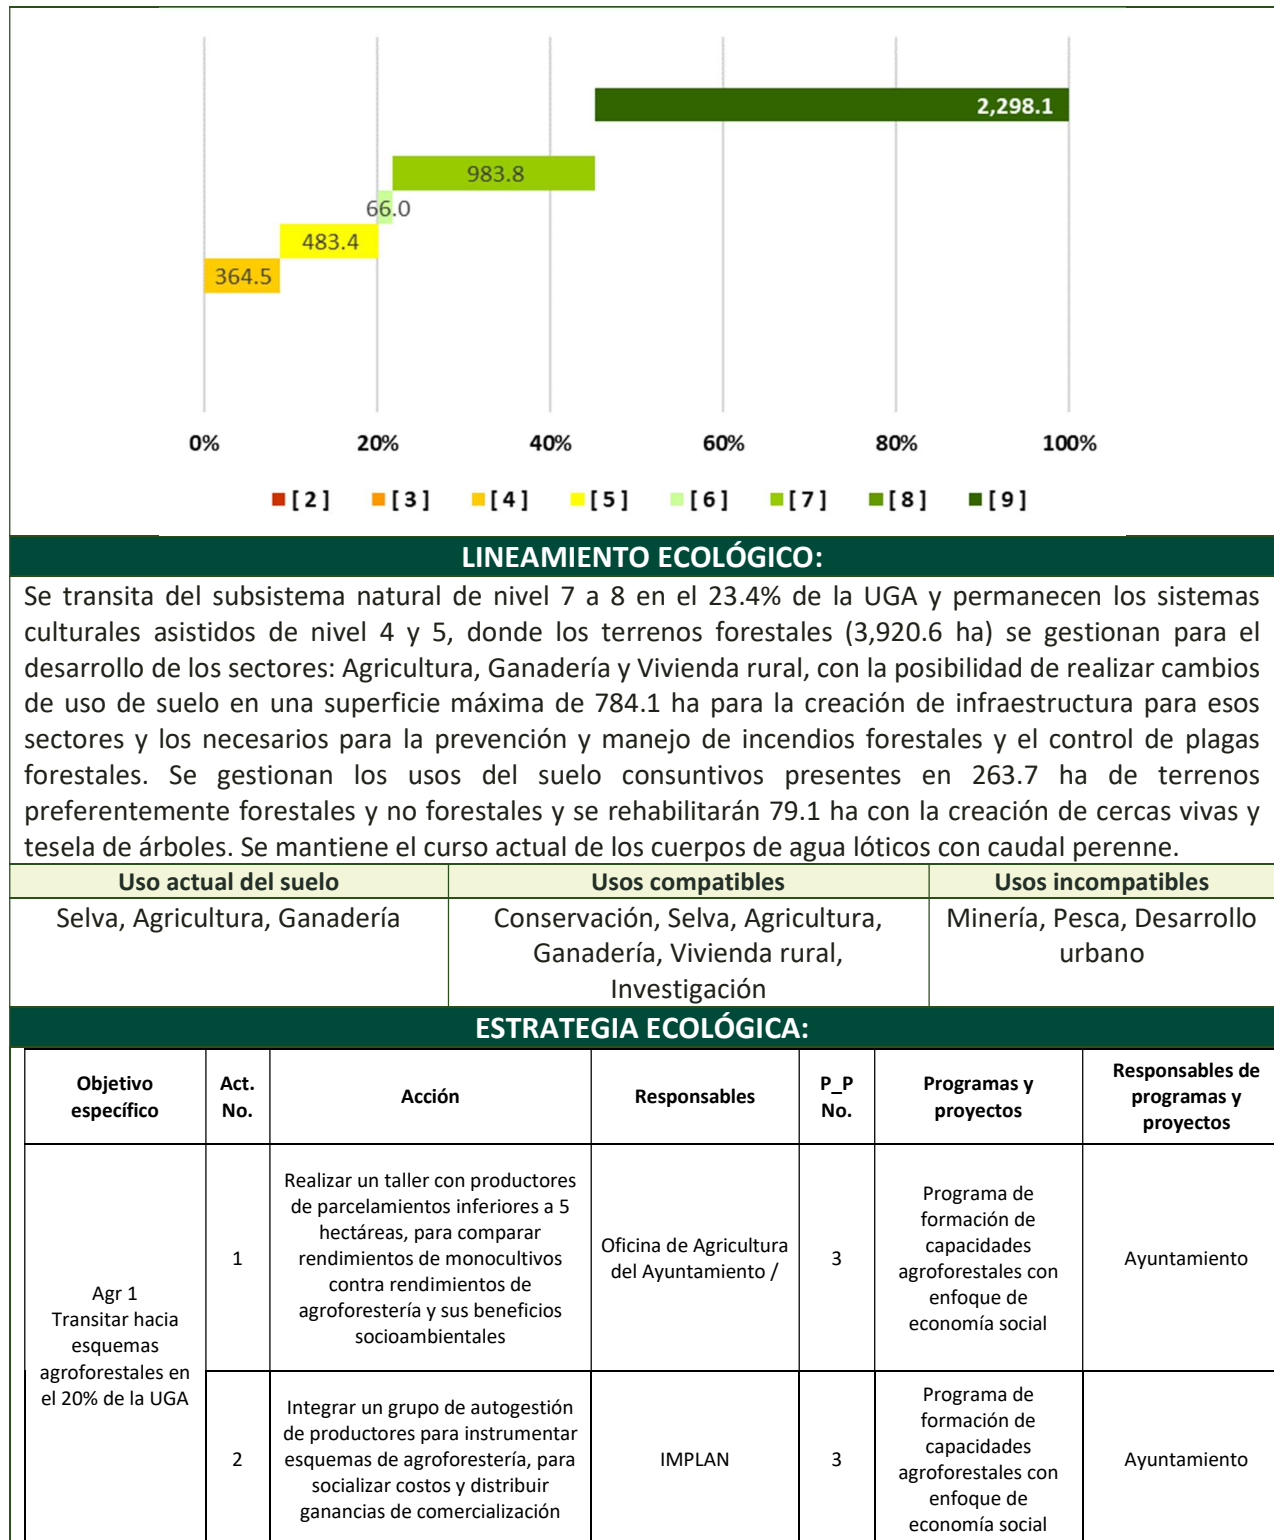 2,298.1
983.8
66.0
483.4
364.5
0% 20% 40% 60% 80% 100%
[ 2 ] [ 3 ] [ 4 ] [ 5 ] [ 6 ] [ 7 ] [ 8 ] [ 9 ]
LINEAMIENTO ECOLÓGICO:
Se transita del subsistema natural de nivel 7 a 8 en el 23.4% de la UGA y permanecen los sistemas
culturales asistidos de nivel 4 y 5, donde los terrenos forestales (3,920.6 ha) se gestionan para el
desarrollo de los sectores: Agricultura, Ganadería y Vivienda rural, con la posibilidad de realizar cambios
de uso de suelo en una superficie máxima de 784.1 ha para la creación de infraestructura para esos
sectores y los necesarios para la prevención y manejo de incendios forestales y el control de plagas
forestales. Se gestionan los usos del suelo consuntivos presentes en 263.7 ha de terrenos
preferentemente forestales y no forestales y se rehabilitarán 79.1 ha con la creación de cercas vivas y
tesela de árboles. Se mantiene el curso actual de los cuerpos de agua lóticos con caudal perenne.
Uso actual del suelo
Usos compatibles
Usos incompatibles
Selva, Agricultura, Ganadería
Conservación, Selva, Agricultura,
Ganadería, Vivienda rural,
Investigación
Minería, Pesca, Desarrollo
urbano
ESTRATEGIA ECOLÓGICA:
Objetivo
específico
Act.
No.
Acción
Responsables
P_P
No.
Programas y
proyectos
Responsables de
programas y
proyectos
Agr 1
Transitar hacia
esquemas
agroforestales en
el 20% de la UGA
1
Realizar un taller con productores
de parcelamientos inferiores a 5
hectáreas, para comparar
rendimientos de monocultivos
contra rendimientos de
agroforestería y sus beneficios
socioambientales
Oficina de Agricultura
del Ayuntamiento /
3
Programa de
formación de
capacidades
agroforestales con
enfoque de
economía social
Ayuntamiento
2
Integrar un grupo de autogestión
de productores para instrumentar
esquemas de agroforestería, para
socializar costos y distribuir
ganancias de comercialización
IMPLAN
3
Programa de
formación de
capacidades
agroforestales con
enfoque de
economía social
Ayuntamiento